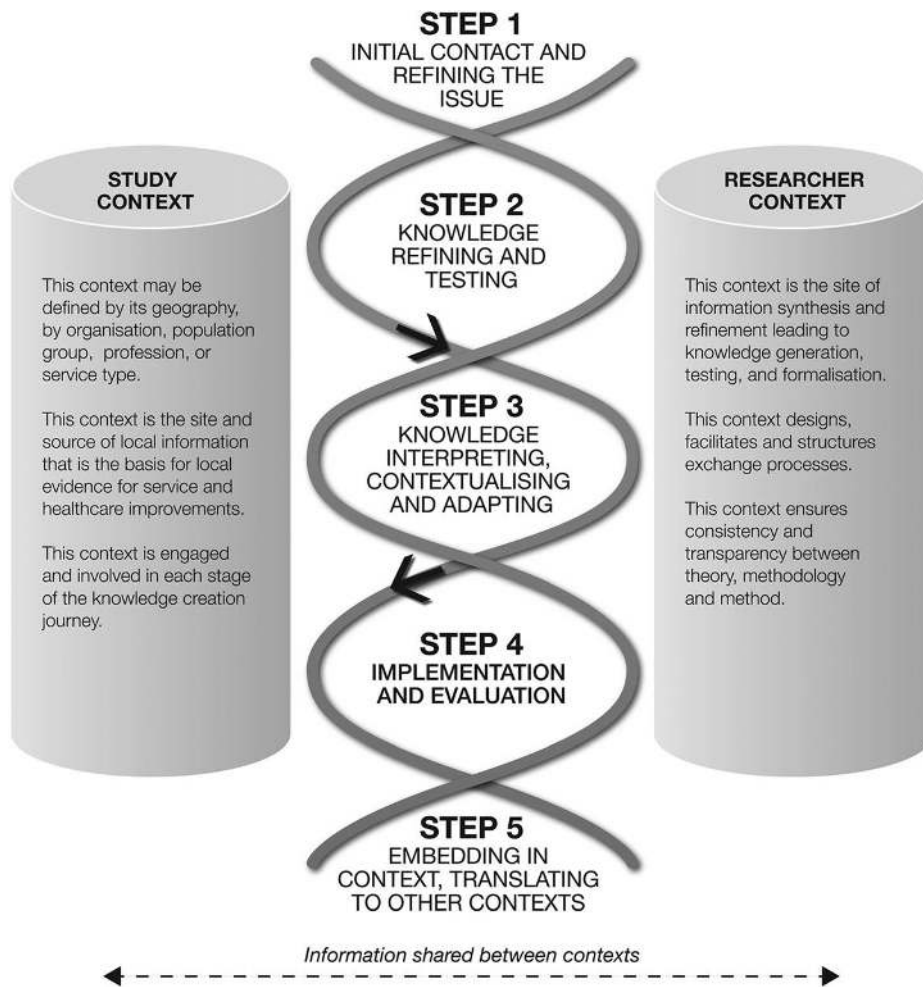 STEP 1
INITIAL CONTACT AND
REFINING THE
ISSUE
STUDY
CONTEXT
This context may be
defined by its geography,
by organisation, population
group, profession, or
service type.
This context is the site and
source of local information
that is the basis for local
evidence for service and
healthcare improvements.
This context is engaged
and involved in each stage
of the knowledge creation
journey.
STEP 2
KNOWLEDGE
REFINING AND
TESTING
STEP 3
KNOWLEDGE
INTERPRETING,
CONTEXTUALISING
AND ADAPTING
STEP 4
IMPLEMENTATION
AND EVALUATION
STEP 5
EMBEDDING IN
CONTEXT, TRANSLATING
TO OTHER CONTEXTS
RESEARCHER
CONTEXT
This context is the site of
information synthesis and
refinement leading to
knowledge generation,
testing, and formalisation.
This context designs,
facilitates and structures
exchange processes.
This context ensures
consistency and
transparency between
theory, methodology
and method.
Information shared between contexts